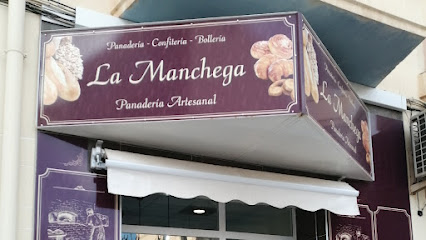 Panadería - Confitería - Bollería
La Manchega
Panadería Artesanal
La Manchega